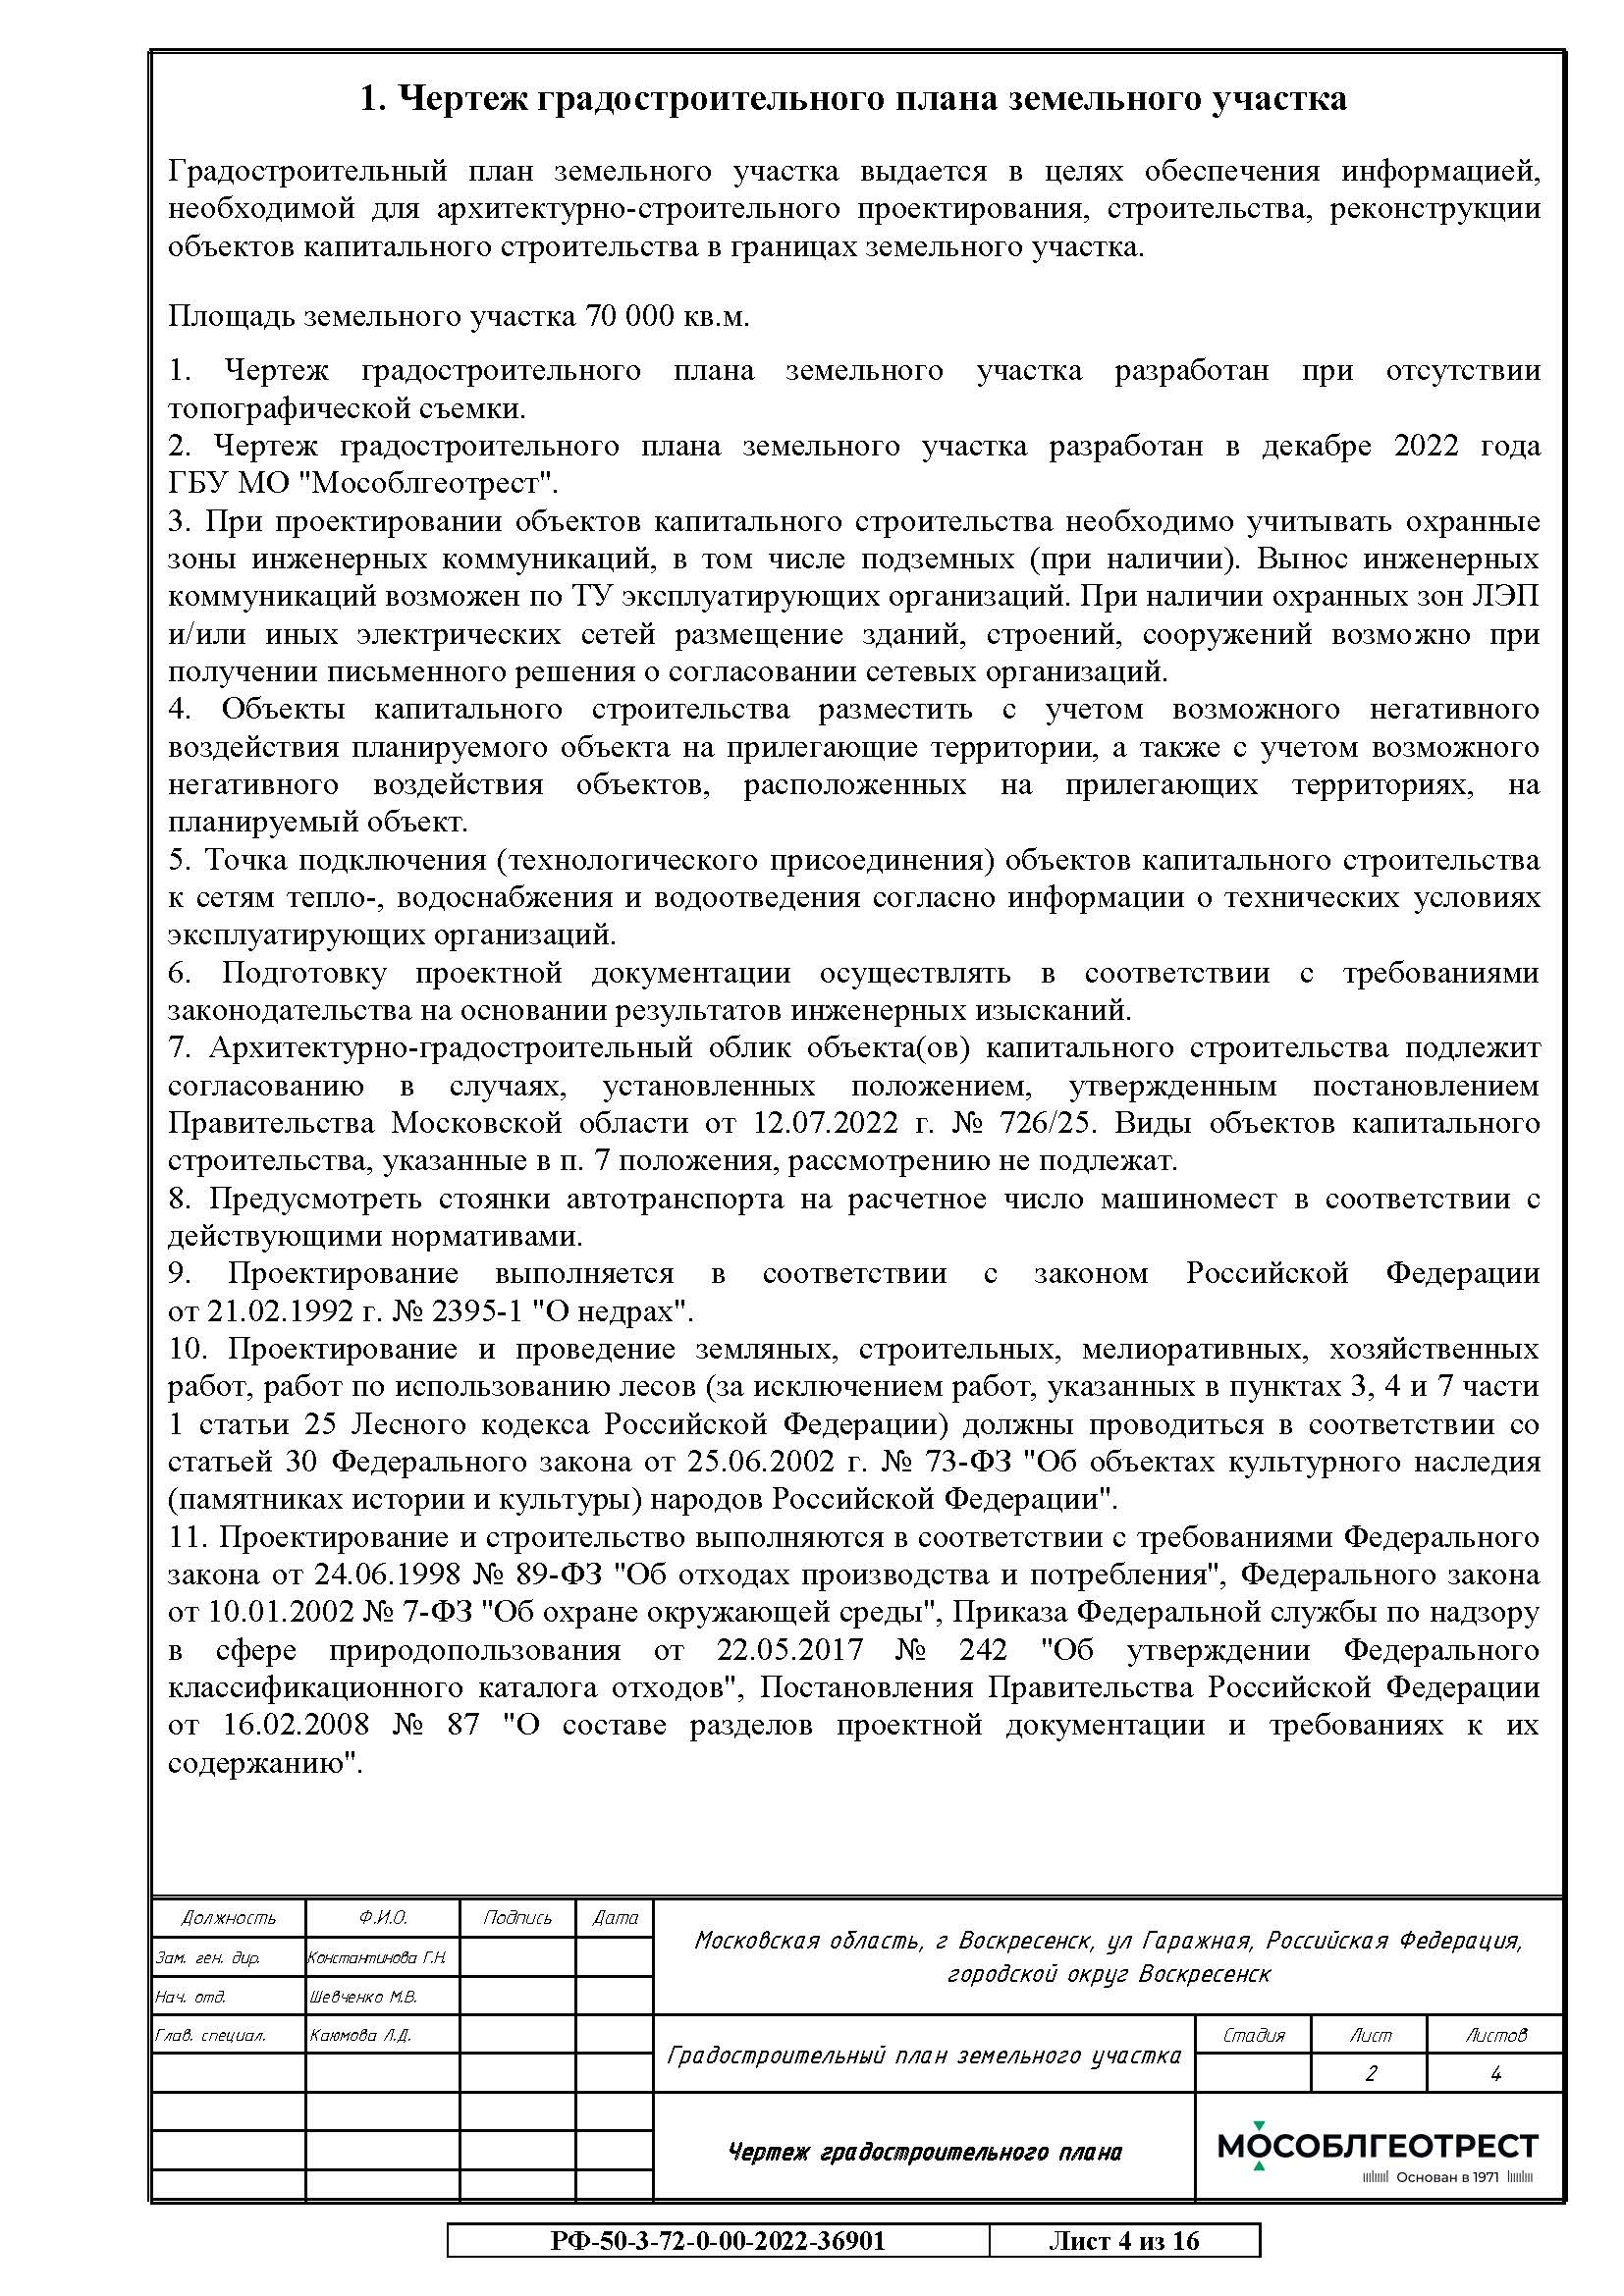 1. Чертеж градостроительного плана земельного участка
Градостроительный план земельного участка выдается в целях обеспечения информацией,
необходимой для архитектурно-строительного проектирования, строительства, реконструкции
объектов капитального строительства в границах земельного участка.
Площадь земельного участка 70 000 кв.м.
1. Чертеж градостроительного плана земельного участка разработан при отсутствии
топографической съемки.
2. Чертеж градостроительного плана земельного участка разработан в декабре 2022 года
ГБУ МО "Мособлгеотрест".
3. При проектировании объектов капитального строительства необходимо учитывать охранные
зоны инженерных коммуникаций, в том числе подземных (при наличии). Вынос инженерных
коммуникаций возможен по ТУ эксплуатирующих организаций. При наличии охранных зон ЛЭП
и/или иных электрических сетей размещение зданий, строений, сооружений возможно при
получении письменного решения о согласовании сетевых организаций.
4. Объекты капитального строительства разместить с учетом возможного негативного
воздействия планируемого объекта на прилегающие территории, а также с учетом возможного
негативного воздействия объектов, расположенных на прилегающих территориях, на
планируемый объект.
5. Точка подключения (технологического присоединения) объектов капитального строительства
к сетям тепло-, водоснабжения и водоотведения согласно информации о технических условиях
эксплуатирующих организаций.
6. Подготовку проектной документации осуществлять в соответствии с требованиями
законодательства на основании результатов инженерных изысканий.
7. Архитектурно-градостроительный облик объекта(ов) капитального строительства подлежит
согласованию в случаях, установленных положением, утвержденным постановлением
Правительства Московской области от 12.07.2022 г. № 726/25. Виды объектов капитального
строительства, указанные в п. 7 положения, рассмотрению не подлежат.
8. Предусмотреть стоянки автотранспорта на расчетное число машиномест в соответствии с
действующими нормативами.
9. Проектирование выполняется в соответствии с законом Российской Федерации
от 21.02.1992 г. № 2395-1 "О недрах".
10. Проектирование и проведение земляных, строительных, мелиоративных, хозяйственных
работ, работ по использованию лесов (за исключением работ, указанных в пунктах 3, 4 и 7 части
1 статьи 25 Лесного кодекса Российской Федерации) должны проводиться в соответствии со
статьей 30 Федерального закона от 25.06.2002 г. № 73-ФЗ "Об объектах культурного наследия
(памятниках истории и культуры) народов Российской Федерации".
11. Проектирование и строительство выполняются в соответствии с требованиями Федерального
закона от 24.06.1998 № 89-ФЗ "Об отходах производства и потребления", Федерального закона
от 10.01.2002 № 7-ФЗ "Об охране окружающей среды", Приказа Федеральной службы по надзору
в сфере природопользования от 22.05.2017 № 242 "Об утверждении Федерального
классификационного каталога отходов", Постановления Правительства Российской Федерации
от 16.02.2008 № 87 "О составе разделов проектной документации и требованиях к их
содержанию".
Должность Ф.И.О. Подпись Дата
Зам. ген. дир. Константинова Г.Н.
Нач. отд. Шевченко М.В.
Глав. специал. Каюмова Л.Д.
Московская область, г Воскресенск, ул Гаражная, Российская Федерация,
городской округ Воскресенск
Градостроительный план земельного участка
Стадия Лист Листов
2 4
Чертеж градостроительного плана
МОСОБЛГЕОТРЕСТ
Основан в 1971
РФ-50-3-72-0-00-2022-36901 Лист 4 из 16